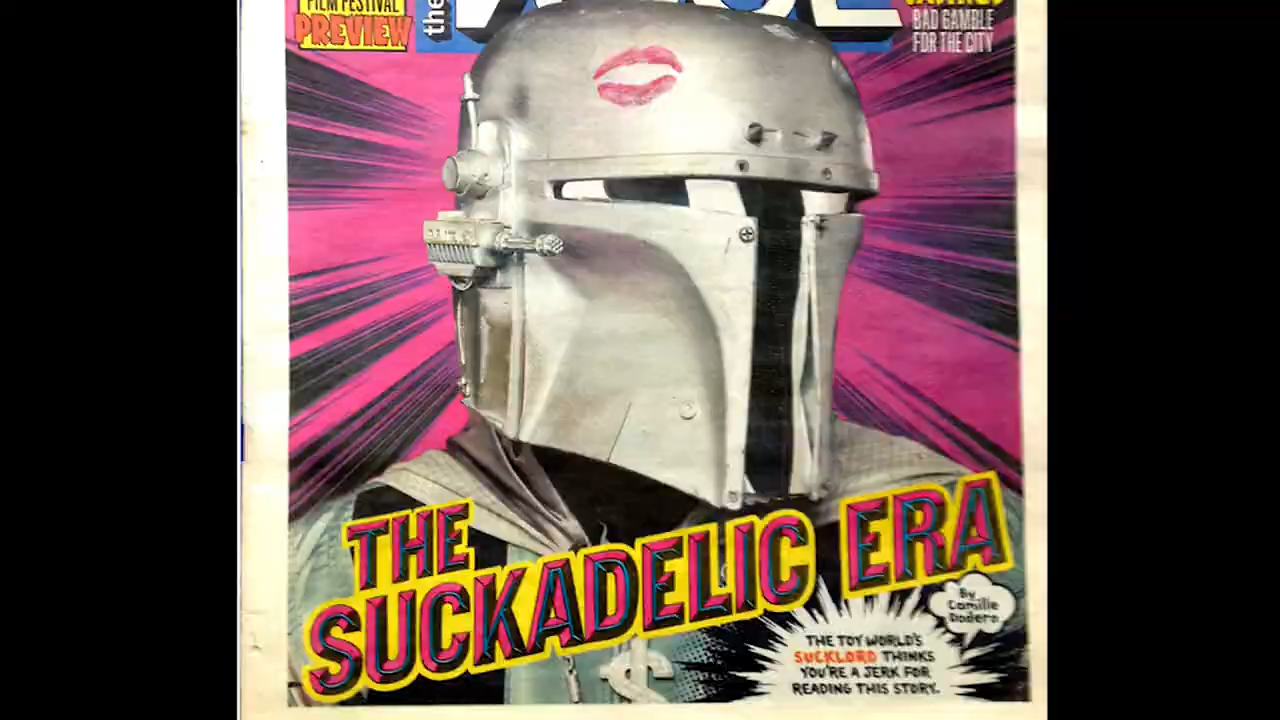 FILM FESTIVAL
PREVIEW
the
BAD GAMBLE
FOR THE CITY
THE
SUCKADELIC ERA
By
Camille
Dodero
THE TOY WORLD'S
SUCKLORD THINKS
YOU'RE A JERK FOR
READING THIS STORY.